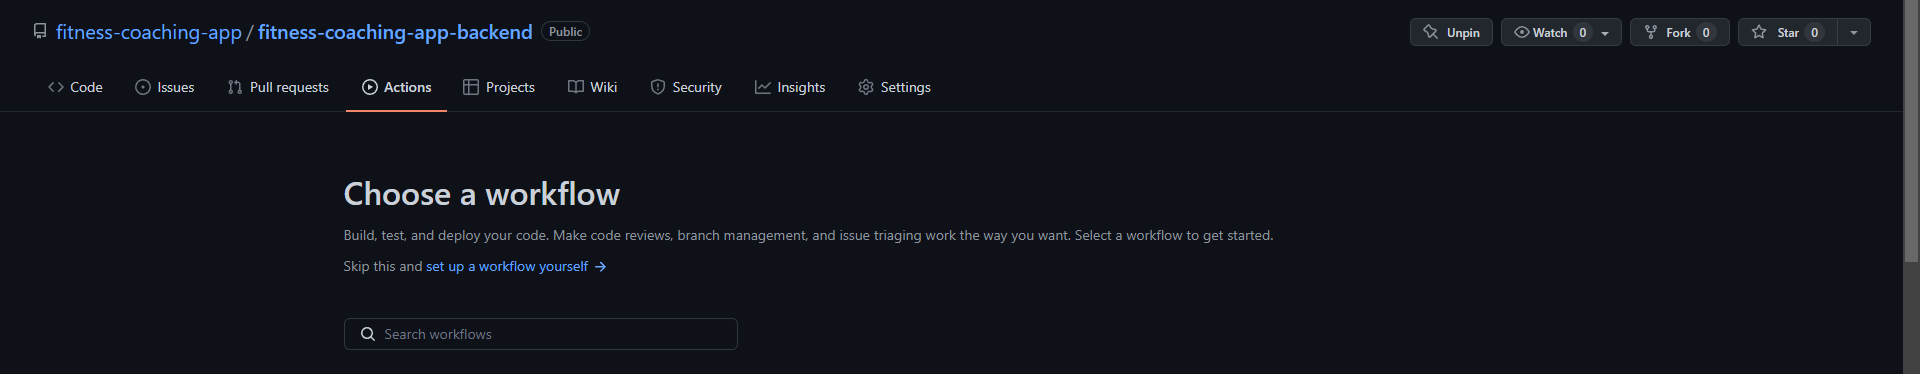 fitness-coaching-app / fitness-coaching-app-backend Public Unpin Watch 0 Fork 0 Star 0
Code Issues Pull requests Actions Projects Wiki Security Insights Settings
Choose a workflow
Build, test, and deploy your code. Make code reviews, branch management, and issue triaging work the way you want. Select a workflow to get started.
Skip this and set up a workflow yourself →
Search workflows